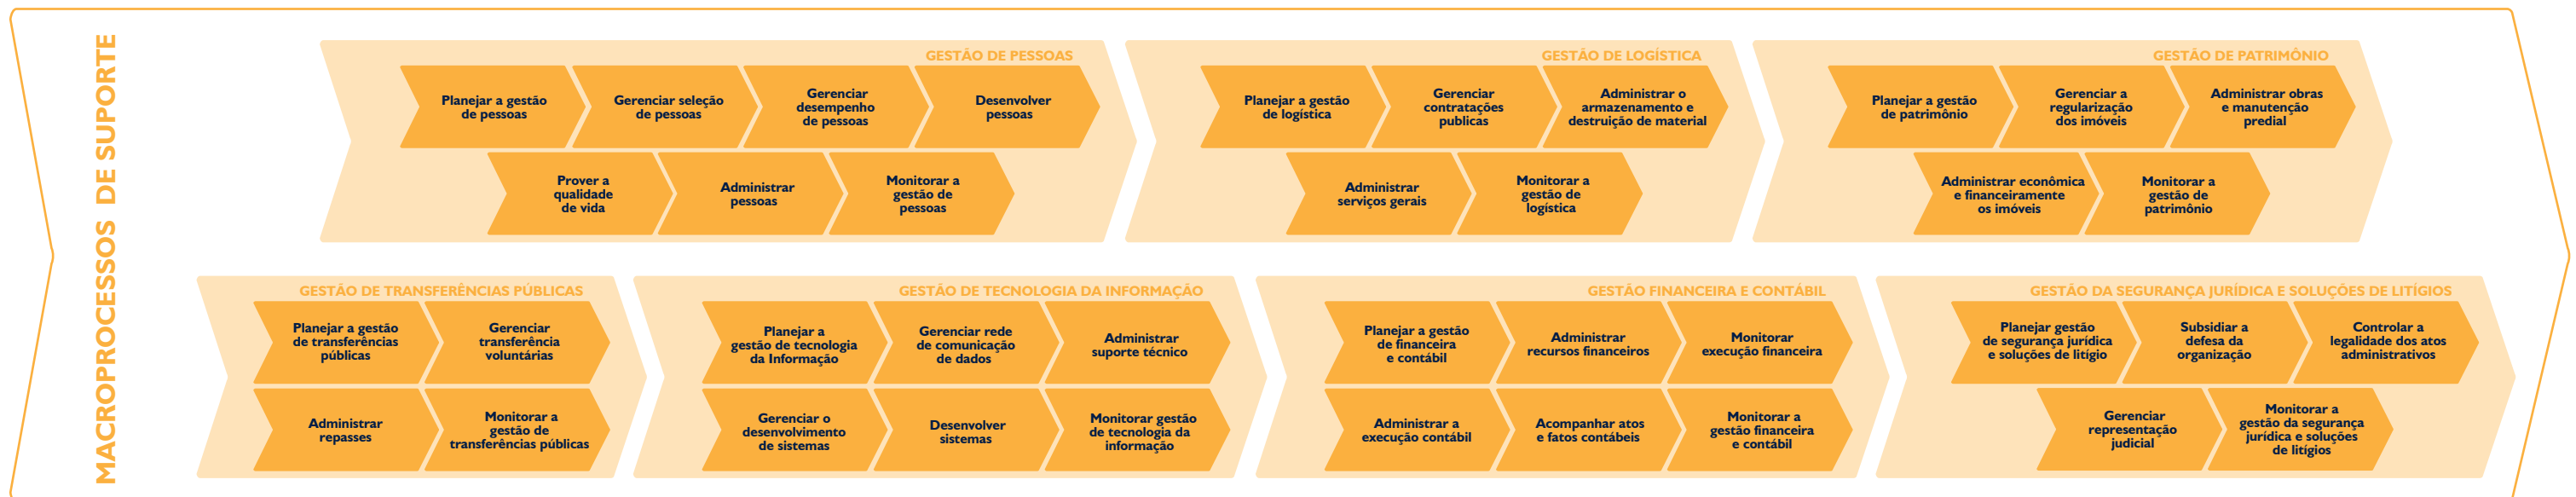 MACROPROCESSOS DE SUPORTE
GESTÃO DE PESSOAS
Planejar a gestão
de pessoas
Gerenciar seleção
de pessoas
Gerenciar
desempenho
de pessoas
Desenvolver
pessoas
Prover a
qualidade
de vida
Administrar
pessoas
Monitorar a
gestão de
pessoas
GESTÃO DE LOGÍSTICA
Planejar a gestão
de logística
Gerenciar
contratações
publicas
Administrar o
armazenamento e
destruição de material
Administrar
serviços gerais
Monitorar a
gestão de
logística
GESTÃO DE PATRIMÔNIO
Planejar a gestão
de patrimônio
Gerenciar a
regularização
dos imóveis
Administrar obras
e manutenção
predial
Administrar econômica
e financeiramente
os imóveis
Monitorar a
gestão de
patrimônio
GESTÃO DE TRANSFERÊNCIAS PÚBLICAS
Planejar a gestão
de transferências
públicas
Gerenciar
transferência
voluntárias
Administrar
repasses
Monitorar a
gestão de
transferências públicas
GESTÃO DE TECNOLOGIA DA INFORMAÇÃO
Planejar a
gestão de tecnologia
da Informação
Gerenciar rede
de comunicação
de dados
Administrar
suporte técnico
Gerenciar o
desenvolvimento
de sistemas
Desenvolver
sistemas
Monitorar gestão
de tecnologia da
informação
GESTÃO FINANCEIRA E CONTÁBIL
Planejar a gestão
de financeira
e contábil
Administrar
recursos financeiros
Monitorar
execução financeira
Administrar a
execução contábil
Acompanhar atos
e fatos contábeis
Monitorar a
gestão financeira
e contábil
GESTÃO DA SEGURANÇA JURÍDICA E SOLUÇÕES DE LITÍGIOS
Planejar gestão
de segurança jurídica
e soluções de litígio
Subsidiar a
defesa da
organização
Controlar a
legalidade dos atos
administrativos
Gerenciar
representação
judicial
Monitorar a
gestão da segurança
jurídica e soluções
de litígios